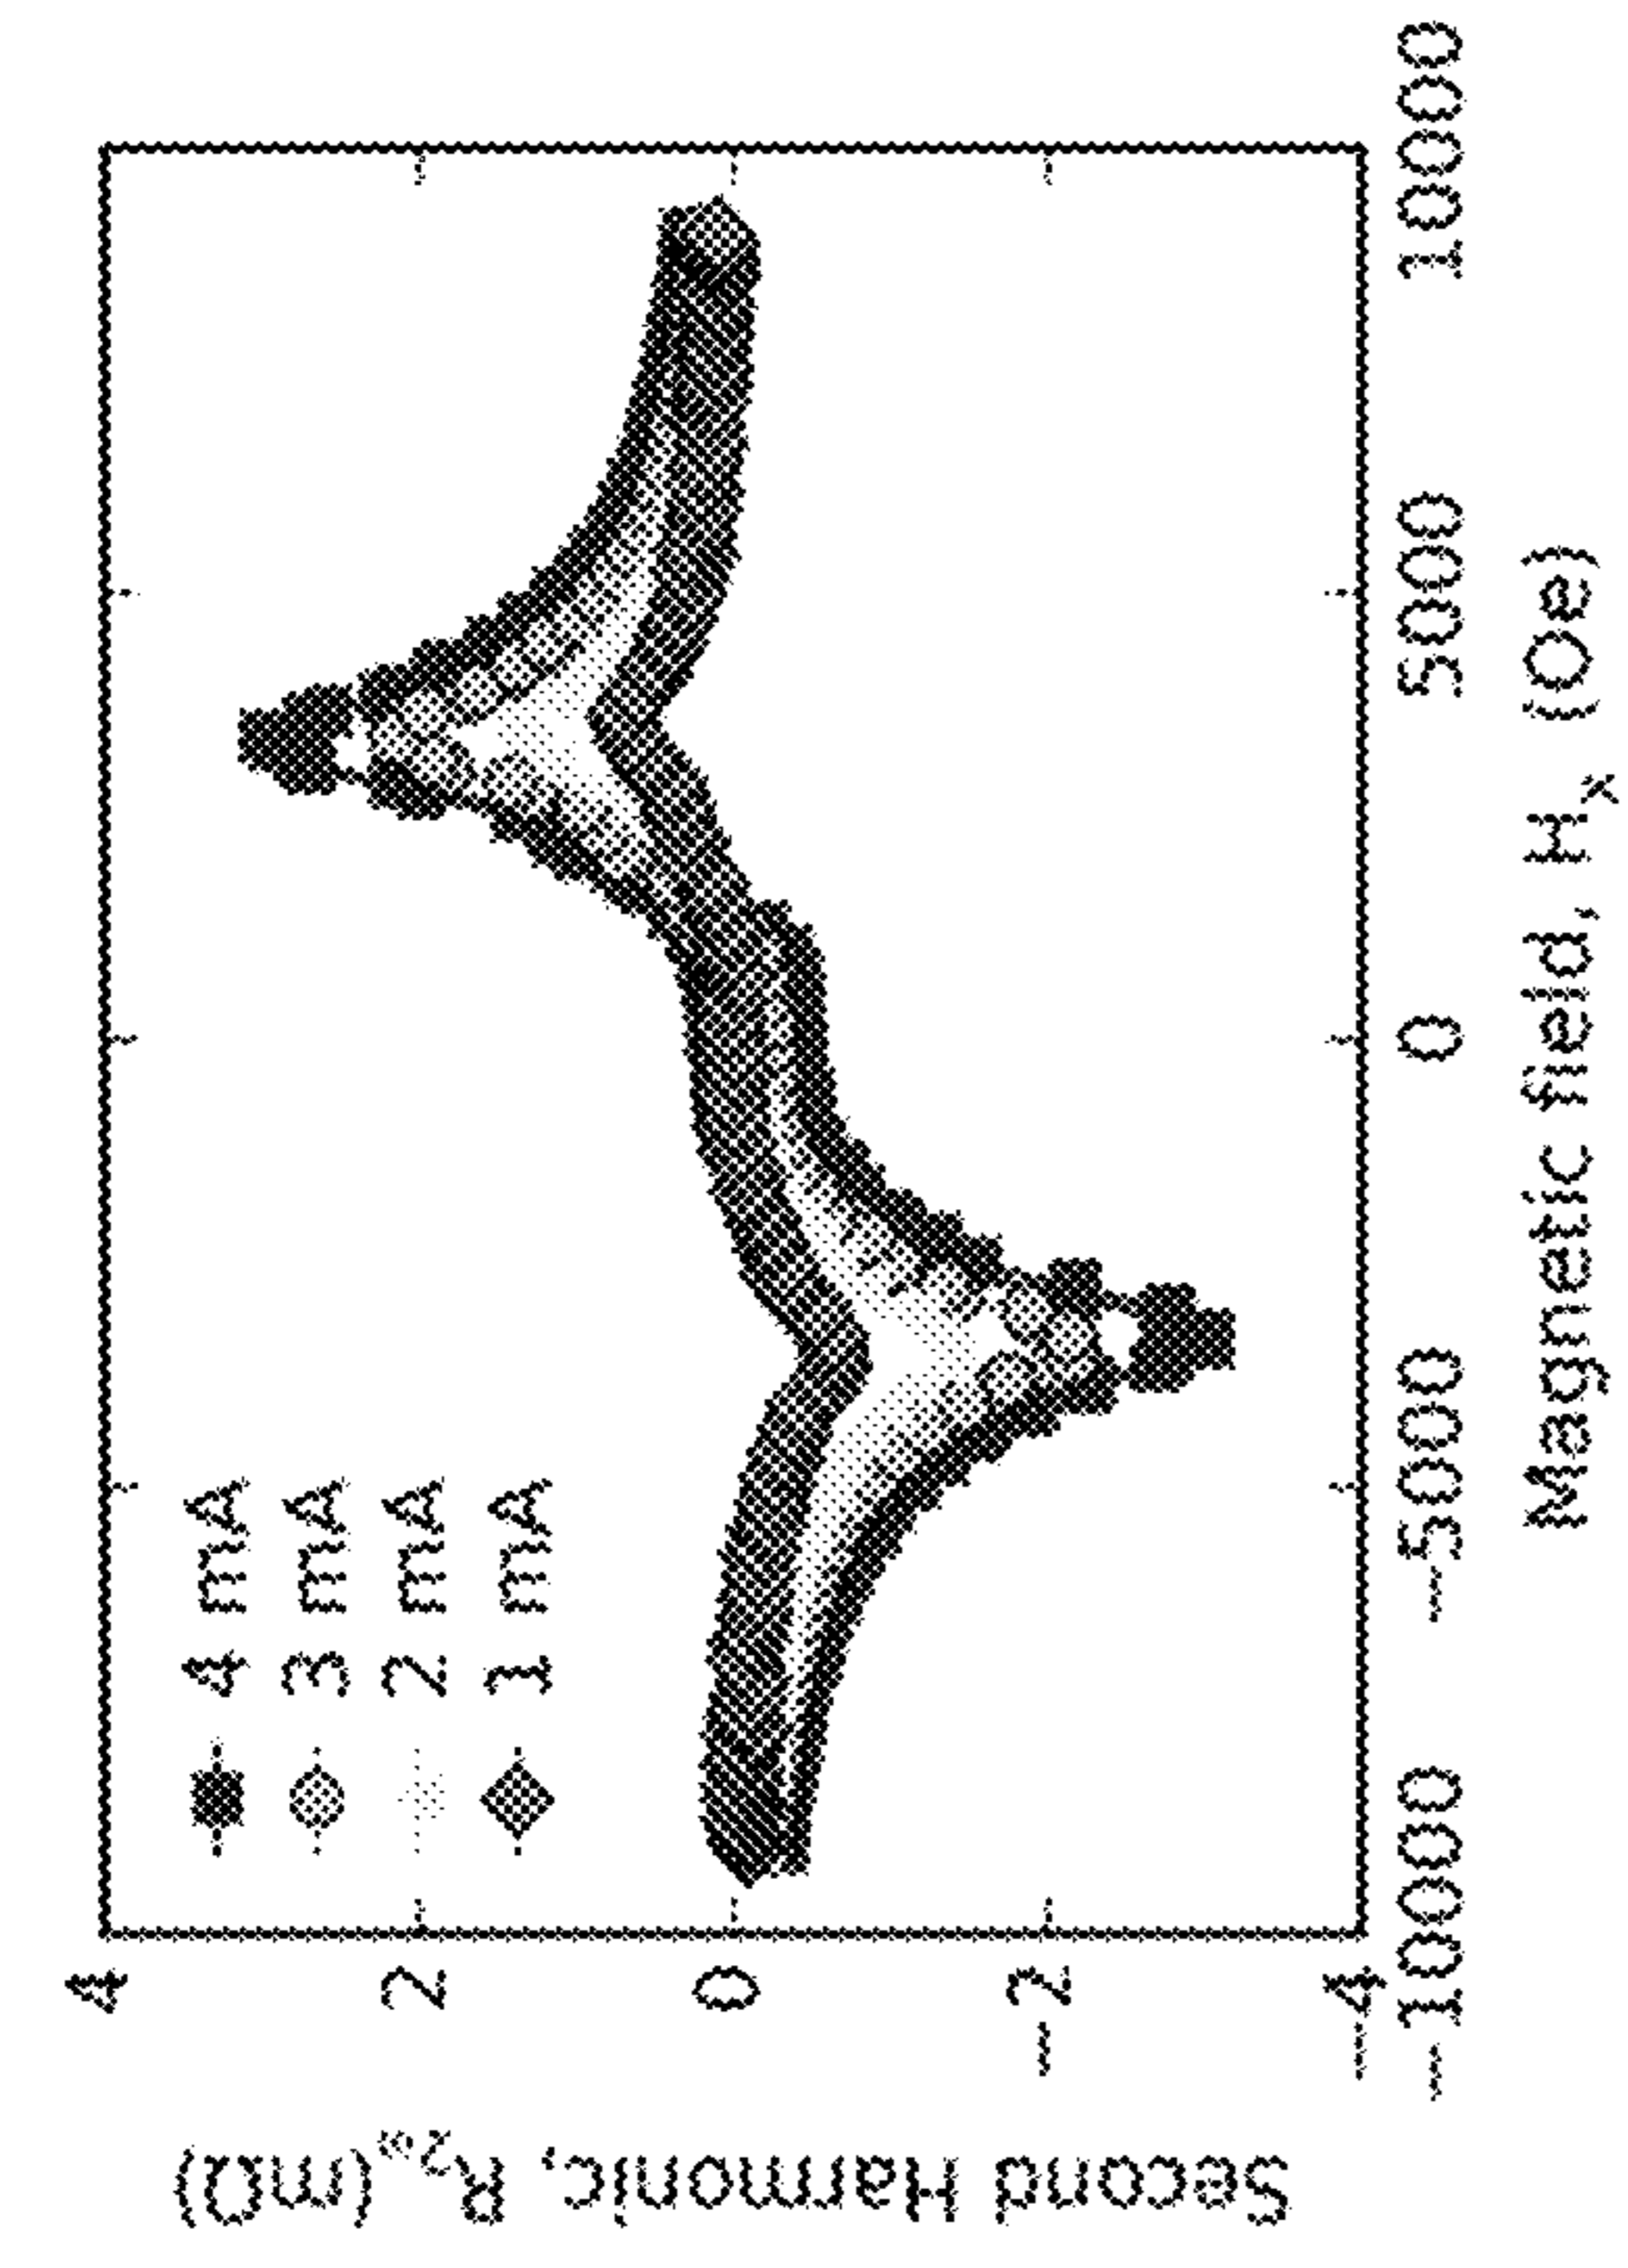 Second Harmonic, R₂ω(mΩ)
4
2
0
−2
−4
4 mA
3 mA
2 mA
1 mA
−10000
−5000
0
5000
10000
Magnetic field, Hₓ (Oe)